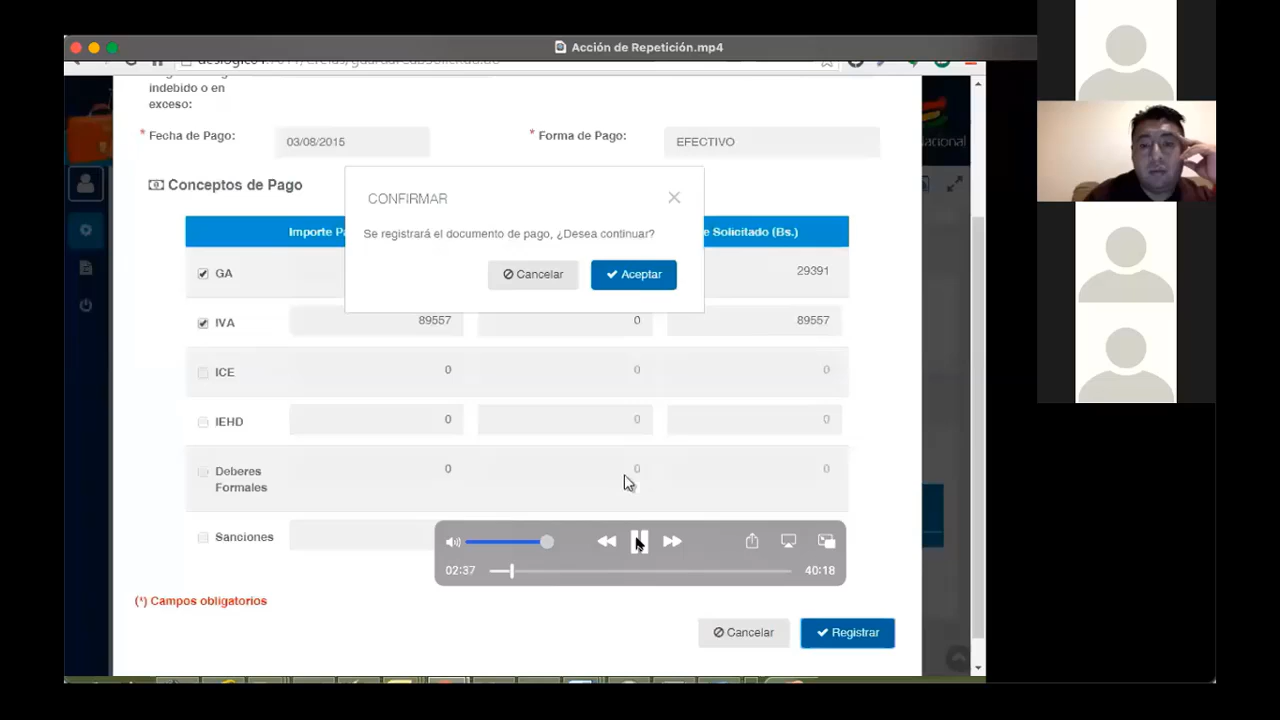 Acción de Repetición.mp4
indebido o en
exceso:
* Fecha de Pago:
03/08/2015
* Forma de Pago:
EFECTIVO
Conceptos de Pago
CONFIRMAR
Se registrará el documento de pago, ¿Desea continuar?
Cancelar
Aceptar
Importe
Solicitado (Bs.)
GA
29391
IVA
89557
0
89557
ICE
0
0
0
IEHD
0
0
0
Deberes
Formales
0
0
0
Sanciones
02:37
40:18
(*) Campos obligatorios
Cancelar
Registrar